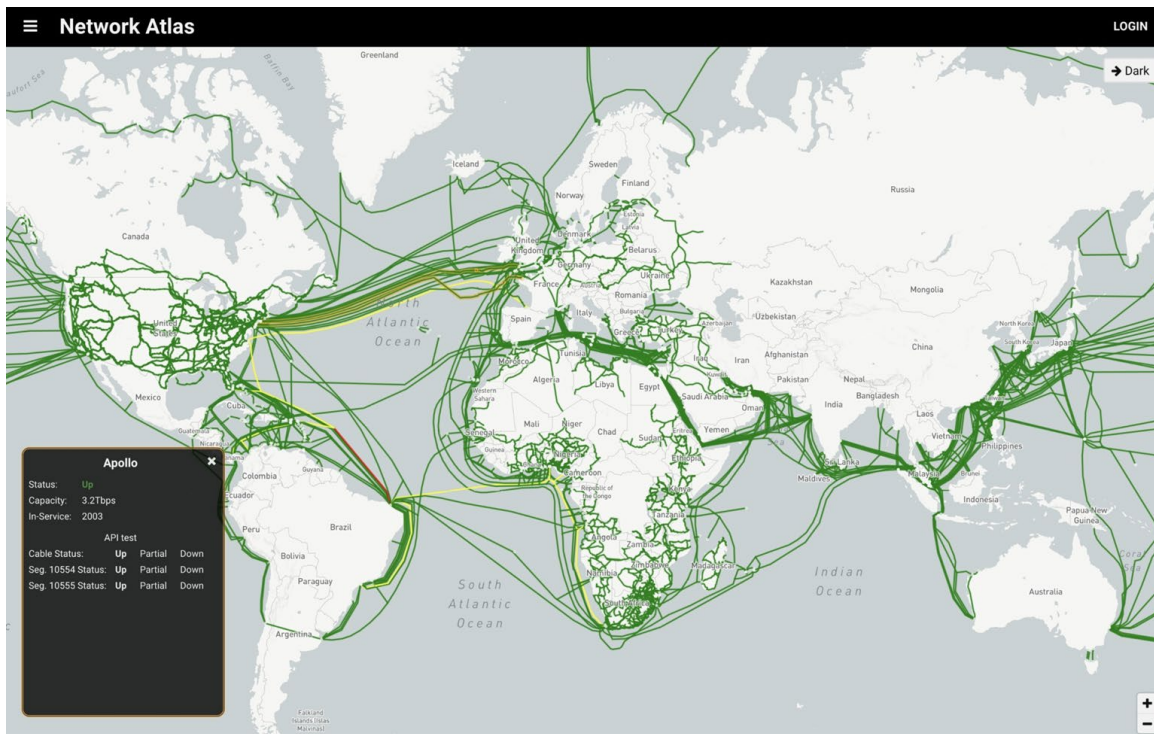 Network Atlas
LOGIN
Dark
Greenland
Baffin Bay
Iceland
Sweden
Finland
Norway
Russia
Estonia
Latvia
Denmark
United
Kingdom
Belarus
Canada
Germany
Ukraine
France
Kazakhstan
Romania
Mongolia
Bulgaria
North
Atlantic
Ocean
Italy
Uzbekistan
Spain
Greece
Turkey
Azerbaijan
North Korea
South Korea
Japan
United
States
China
Tunisia
Morocco
Iraq
Iran
Afghanistan
Kuwait
Algeria
Libya
Egypt
Pakistan
Nepal
Western
Sahara
Saudi Arabia
Bangladesh
Mexico
Cuba
Oman
India
Taiwan
Laos
Mali
Niger
Chad
Sudan
Eritrea
Yemen
Sea
Guatemala
Nicaragua
Senegal
Vietnam
Philippines
Guinea
Nigeria
Ethiopia
Sri Lanka
Guyana
Colombia
Cameroon
Maldives
Malaysia
Brunei
Ecuador
Republic of
the Congo
Kenya
Indonesia
Tanzania
Papua New
Guinea
Peru
Brazil
Angola
Zambia
Bolivia
Zimbabwe
Madagascar
Namibia
Coral
Sea
Indian
Ocean
Paraguay
South
Atlantic
Ocean
Australia
South Africa
Argentina
Falkland
Islands (Islas
Malvinas)
Apollo
Status: Up
Capacity: 3.2Tbps
In-Service: 2003
API test
Cable Status: Up Partial Down
Seg. 10554 Status: Up Partial Down
Seg. 10555 Status: Up Partial Down
+
−